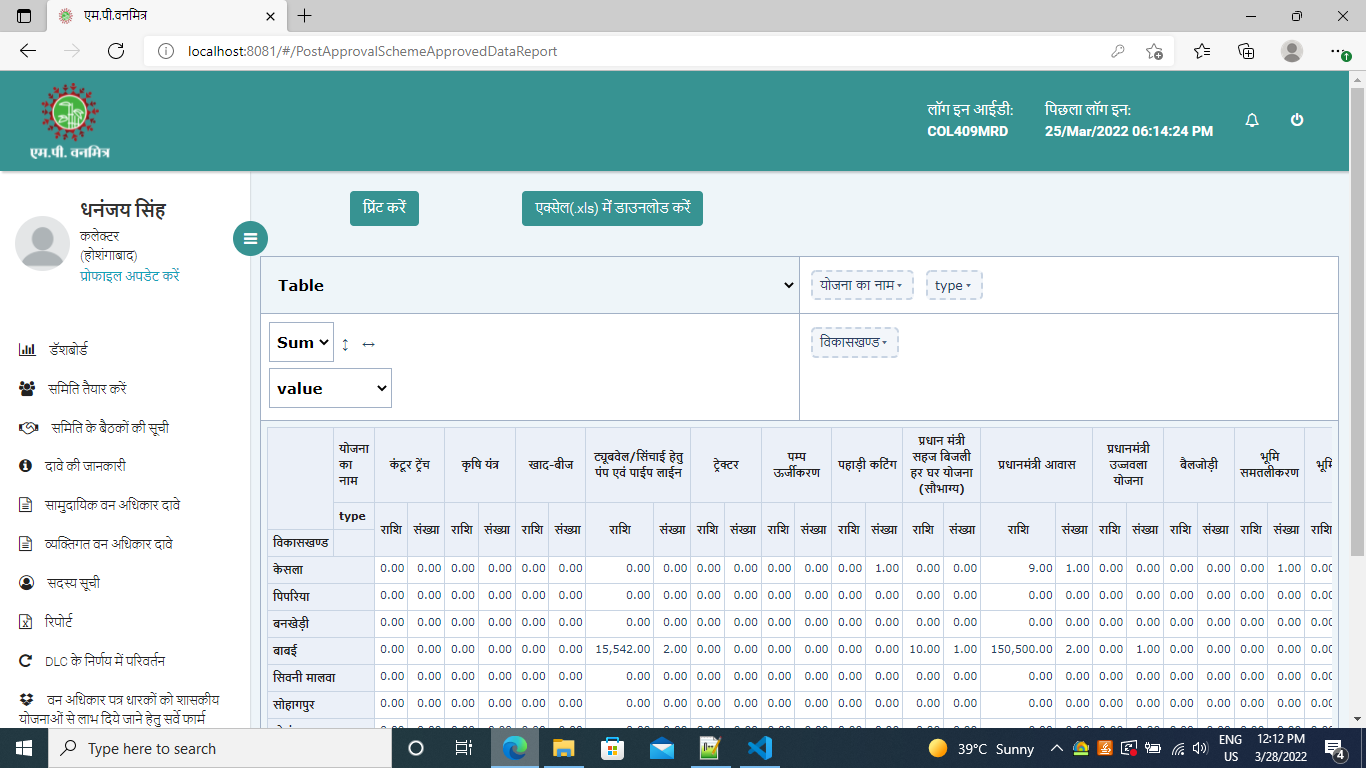 एम.पी.वनमित्र
localhost:8081/#/PostApprovalSchemeApprovedDataReport
एम.पी. वनमित्र
लॉग इन आईडी:
COL409MRD
पिछला लॉग इन:
25/Mar/2022 06:14:24 PM
धनंजय सिंह
कलेक्टर
(होशंगाबाद)
प्रोफाइल अपडेट करें
डॅशबोर्ड
समिति तैयार करें
समिति के बैठकों की सूची
दावे की जानकारी
सामुदायिक वन अधिकार दावे
व्यक्तिगत वन अधिकार दावे
सदस्य सूची
रिपोर्ट
DLC के निर्णय में परिवर्तन
वन अधिकार पत्र धारकों को शासकीय
योजनाओं से लाभ दिये जाने हेतु सर्वे फार्म
प्रिंट करें
एक्सेल(.xls) में डाउनलोड करें
Table
योजना का नाम
type
Sum ↕ ↔
विकासखण्ड
value
योजना का नाम कंटूर ट्रेंच कृषि यंत्र खाद-बीज ट्यूबवेल/सिंचाई हेतु पंप एवं पाईप लाईन ट्रेक्टर पम्प ऊर्जीकरण पहाड़ी कटिंग प्रधान मंत्री सहज बिजली हर घर योजना (सौभाग्य) प्रधानमंत्री आवास प्रधानमंत्री उज्जवला योजना बैलजोड़ी भूमि समतलीकरण
type राशि संख्या राशि संख्या राशि संख्या राशि संख्या राशि संख्या राशि संख्या राशि संख्या राशि संख्या राशि संख्या राशि संख्या राशि संख्या राशि संख्या राशि
विकासखण्ड
केसला 0.00 0.00 0.00 0.00 0.00 0.00 0.00 0.00 0.00 0.00 0.00 0.00 0.00 1.00 0.00 0.00 9.00 1.00 0.00 0.00 0.00 0.00 0.00 1.00
पिपरिया 0.00 0.00 0.00 0.00 0.00 0.00 0.00 0.00 0.00 0.00 0.00 0.00 0.00 0.00 0.00 0.00 0.00 0.00 0.00 0.00 0.00 0.00 0.00 0.00
बनखेड़ी 0.00 0.00 0.00 0.00 0.00 0.00 0.00 0.00 0.00 0.00 0.00 0.00 0.00 0.00 0.00 0.00 0.00 0.00 0.00 0.00 0.00 0.00 0.00 0.00
बाबई 0.00 0.00 0.00 0.00 0.00 0.00 15,542.00 2.00 0.00 0.00 0.00 0.00 0.00 0.00 10.00 1.00 150,500.00 2.00 0.00 1.00 0.00 0.00 0.00 0.00
सिवनी मालवा 0.00 0.00 0.00 0.00 0.00 0.00 0.00 0.00 0.00 0.00 0.00 0.00 0.00 0.00 0.00 0.00 0.00 0.00 0.00 0.00 0.00 0.00 0.00 0.00
सोहागपुर 0.00 0.00 0.00 0.00 0.00 0.00 0.00 0.00 0.00 0.00 0.00 0.00 0.00 0.00 0.00 0.00 0.00 0.00 0.00 0.00 0.00 0.00 0.00 0.00
Type here to search
39°C Sunny
ENG
US
12:12 PM
3/28/2022
4